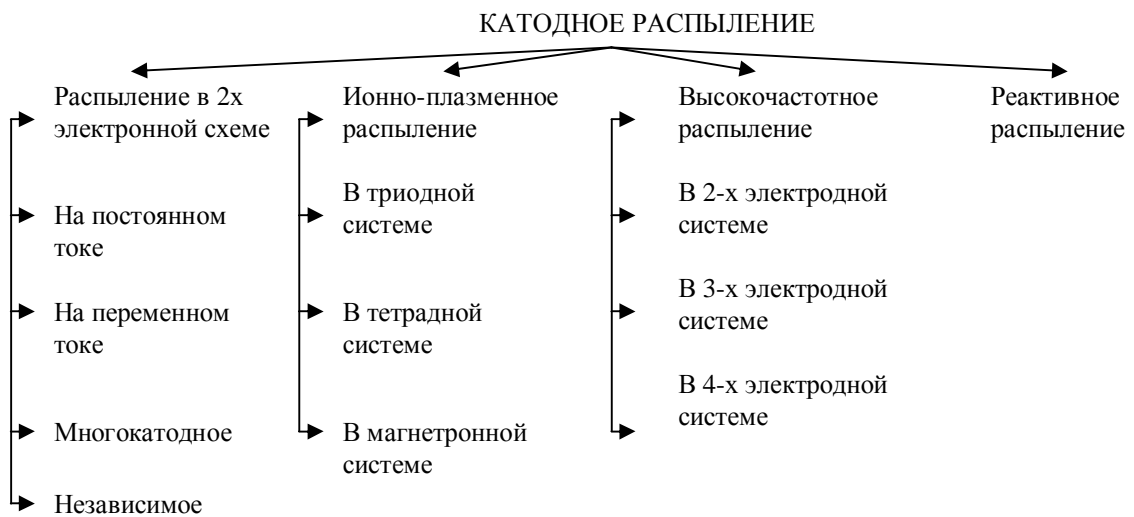 КАТОДНОЕ РАСПЫЛЕНИЕ
Распыление в 2х
электронной схеме
На постоянном
токе
На переменном
токе
Многокатодное
Независимое
Ионно-плазменное
распыление
В триодной
системе
В тетрадной
системе
В магнетронной
системе
Высокочастотное
распыление
В 2-х электродной
системе
В 3-х электродной
системе
В 4-х электродной
системе
Реактивное
распыление